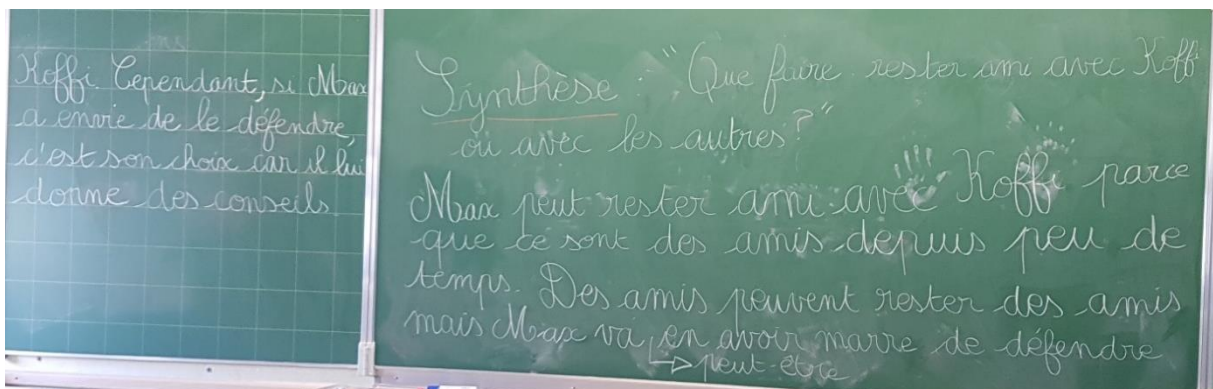 Synthèse : "Que faire : rester ami avec Koffi
ou avec les autres ?"
Max peut rester ami avec Koffi parce
que ce sont des amis depuis peu de
temps. Des amis peuvent rester des amis
mais Max va en avoir marre de défendre
peut-être
Koffi. Cependant, si Max
a envie de le défendre,
c'est son choix car il lui
donne des conseils